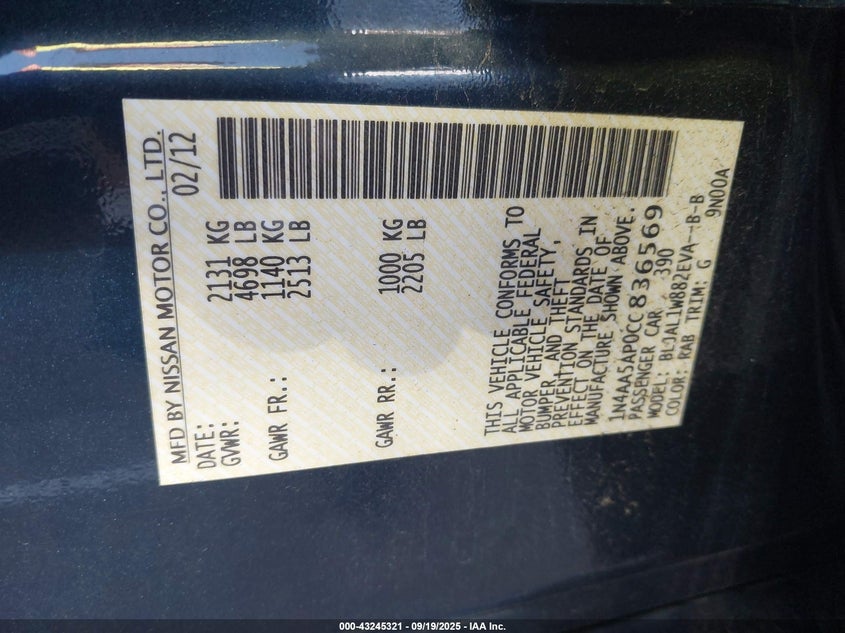 MFD BY NISSAN MOTOR CO., LTD.
DATE: 02/12
GVWR: 2131 KG
4698 LB
GAWR FR.: 1140 KG
2513 LB
GAWR RR.: 1000 KG
2205 LB
THIS VEHICLE CONFORMS TO
ALL APPLICABLE FEDERAL
MOTOR VEHICLE SAFETY,
BUMPER, AND THEFT
PREVENTION STANDARDS IN
EFFECT ON THE DATE OF
MANUFACTURE SHOWN ABOVE.
1N4AA5AP0CC836569
PASSENGER CAR 390
MODEL: BLJAL1W882EVA--B-B
COLOR: RAB TRIM: G 9N00A
000-43245321 | 09/19/2025 - IAA Inc.